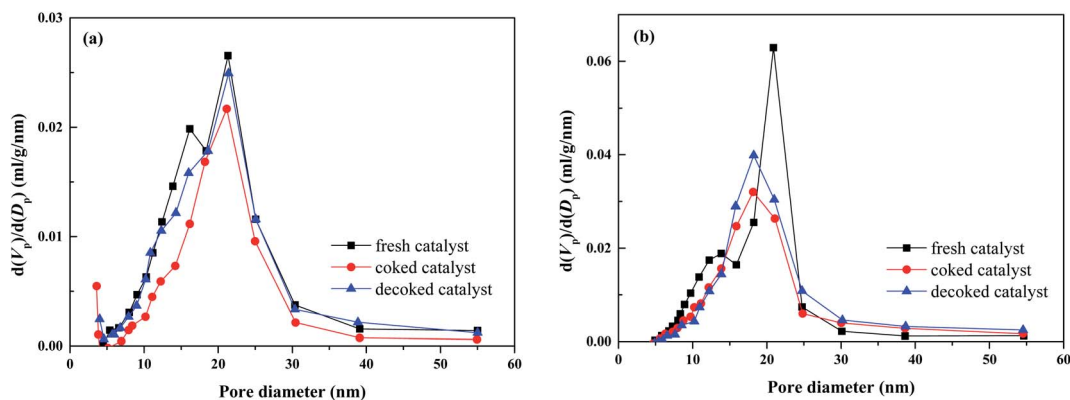 (a)
0.03
0.02
0.01
0.00
d(Vp)/d(Dp) (ml/g/nm)
fresh catalyst
coked catalyst
decoked catalyst
0 10 20 30 40 50 60
Pore diameter (nm)
(b)
0.06
0.04
0.02
0.00
d(Vp)/d(Dp) (ml/g/nm)
fresh catalyst
coked catalyst
decoked catalyst
0 10 20 30 40 50 60
Pore diameter (nm)